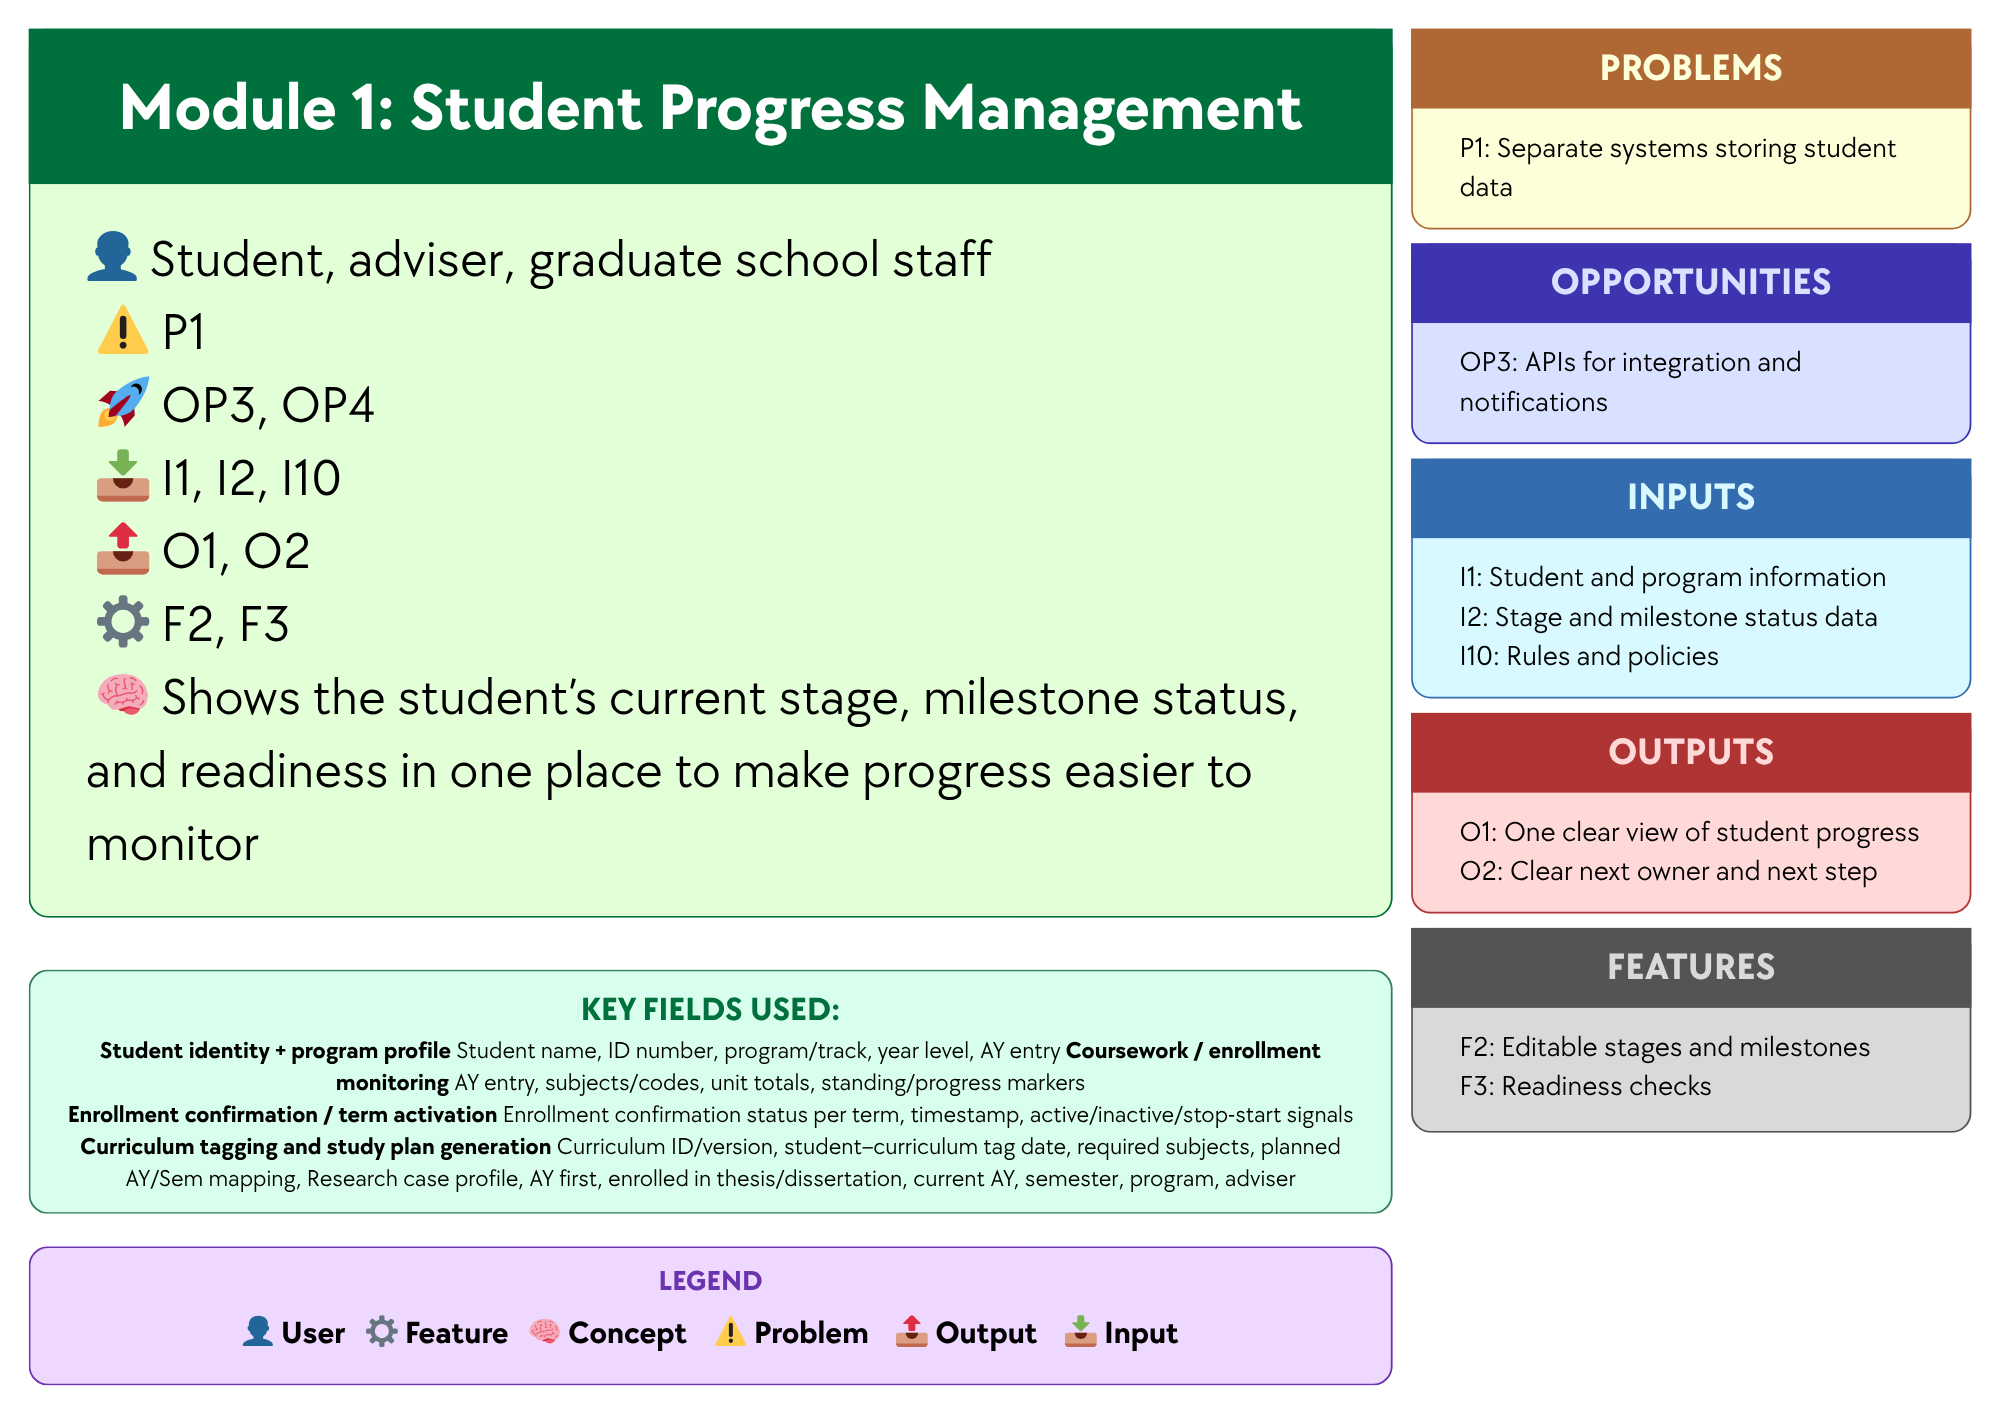 Module 1: Student Progress Management
Student, adviser, graduate school staff
P1
OP3, OP4
I1, I2, I10
O1, O2
F2, F3
Shows the student’s current stage, milestone status,
and readiness in one place to make progress easier to
monitor
KEY FIELDS USED:
Student identity + program profile Student name, ID number, program/track, year level, AY entry Coursework / enrollment
monitoring AY entry, subjects/codes, unit totals, standing/progress markers
Enrollment confirmation / term activation Enrollment confirmation status per term, timestamp, active/inactive/stop-start signals
Curriculum tagging and study plan generation Curriculum ID/version, student–curriculum tag date, required subjects, planned
AY/Sem mapping, Research case profile, AY first, enrolled in thesis/dissertation, current AY, semester, program, adviser
LEGEND
User Feature Concept Problem Output Input
PROBLEMS
P1: Separate systems storing student
data
OPPORTUNITIES
OP3: APIs for integration and
notifications
INPUTS
I1: Student and program information
I2: Stage and milestone status data
I10: Rules and policies
OUTPUTS
O1: One clear view of student progress
O2: Clear next owner and next step
FEATURES
F2: Editable stages and milestones
F3: Readiness checks